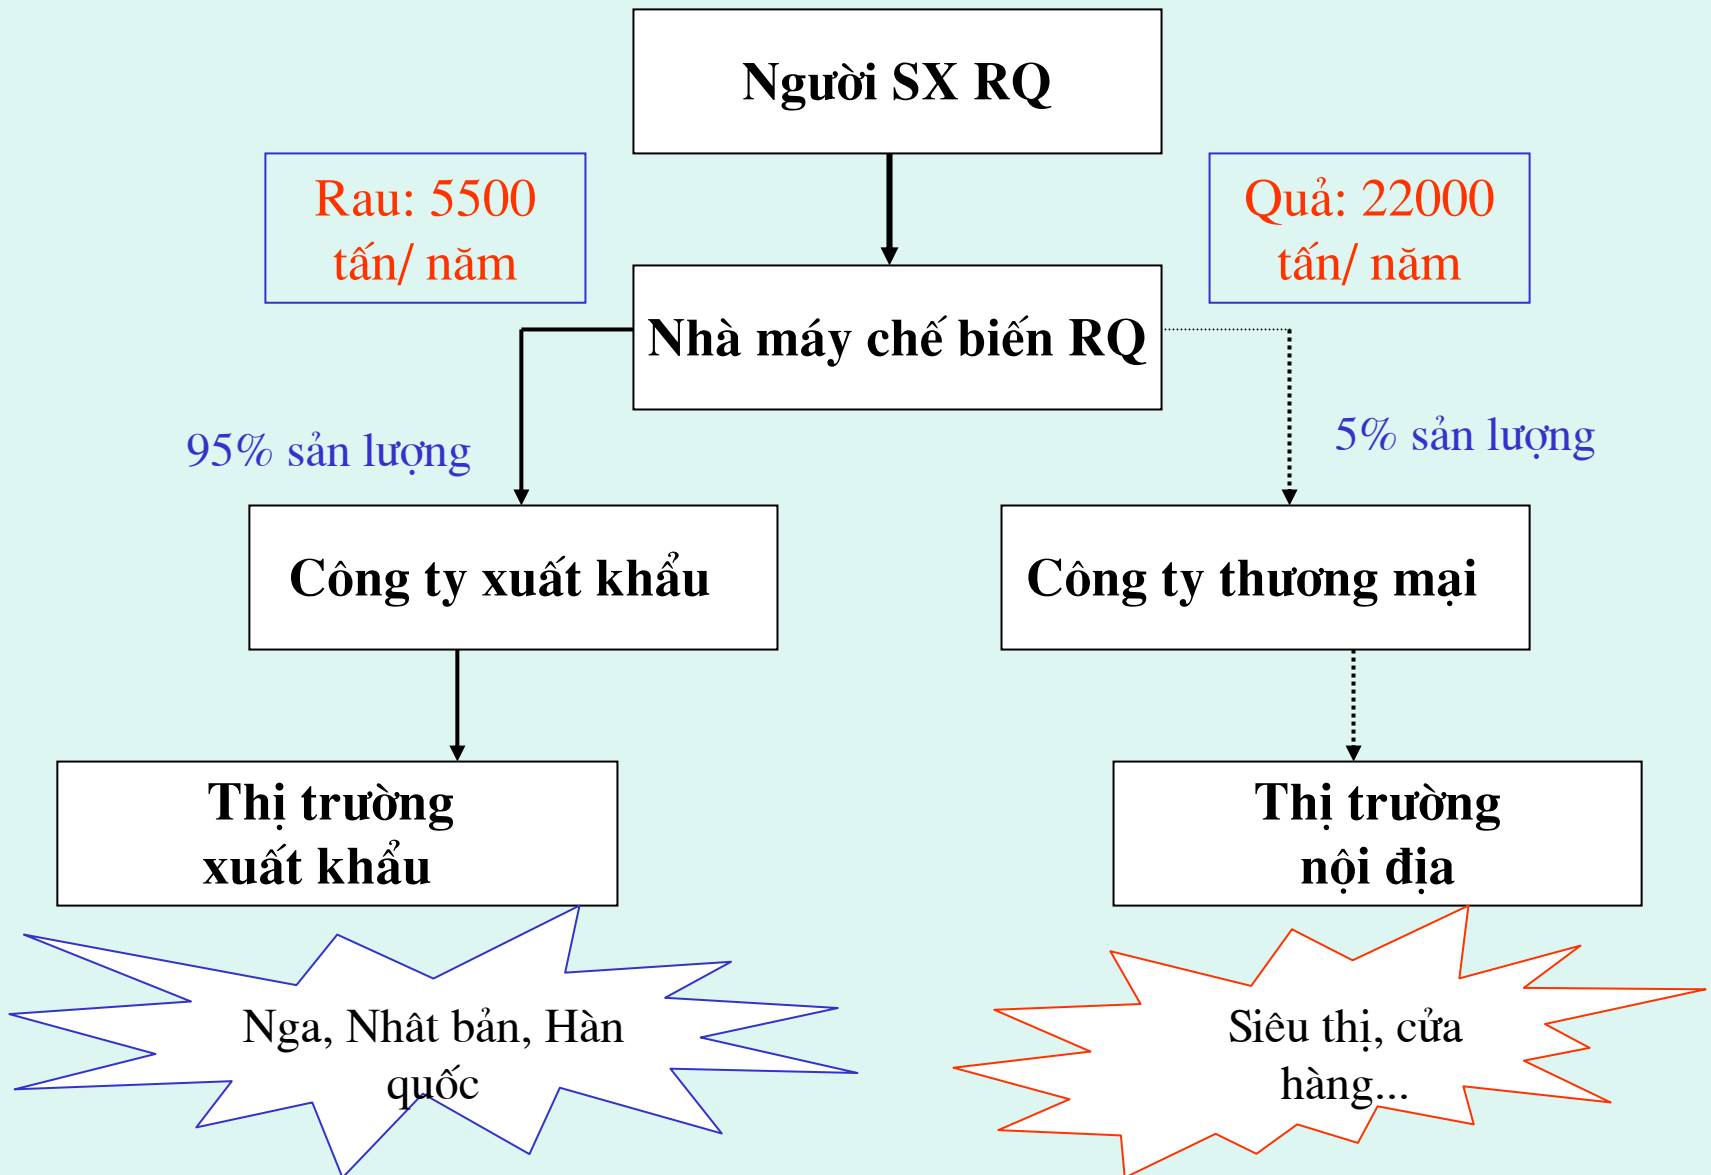 Người SX RQ
Rau: 5500
tấn/ năm
Quả: 22000
tấn/ năm
Nhà máy chế biến RQ
95% sản lượng
5% sản lượng
Công ty xuất khẩu
Công ty thương mại
Thị trường
xuất khẩu
Thị trường
nội địa
Nga, Nhât bản, Hàn
quốc
Siêu thị, cửa
hàng...